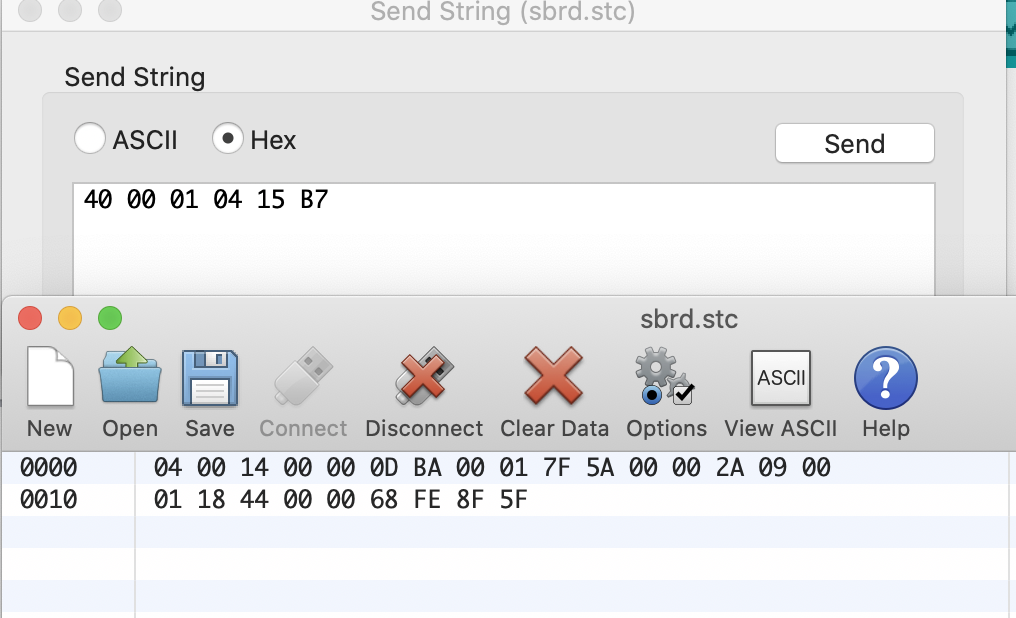 Send String (sbrd.stc)
Send String
ASCII Hex Send
40 00 01 04 15 B7
sbrd.stc
ASCII
New Open Save Connect Disconnect Clear Data Options View ASCII Help
0000 04 00 14 00 00 0D BA 00 01 7F 5A 00 00 2A 09 00
0010 01 18 44 00 00 68 FE 8F 5F